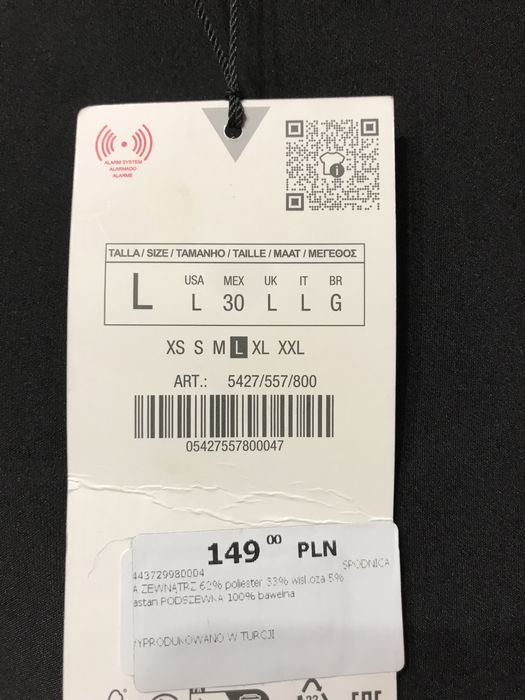 ALARM SYSTEM
ALARMADO
ALARME
TALLA / SIZE / TAMANHO / TAILLE / MAAT / ΜΕΓΕΘΟΣ
L
USA MEX UK IT BR
L 30 L L G
XS S M L XL XXL
ART.: 5427/557/800
05427557800047
149 00 PLN
443729980004 SPÓDNICA
A ZEWNĄTRZ 62% poliester 33% wiskoza 5%
astan PODSZEWKA 100% bawełna
YPRODUKOWANO W TURCJI
EAC